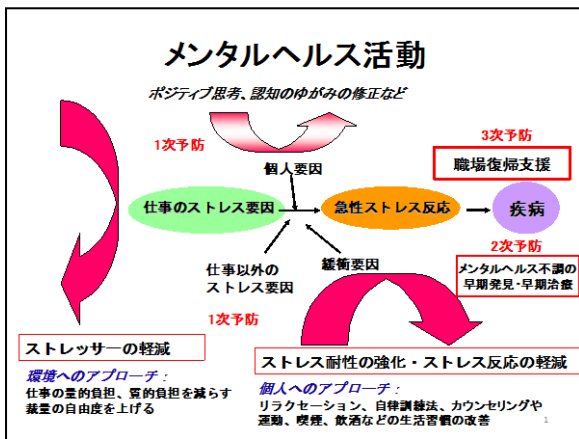 メンタルヘルス活動
ポジティブ思考、認知のゆがみの修正など
1次予防
個人要因
3次予防
職場復帰支援
仕事のストレス要因
急性ストレス反応
疾病
2次予防
メンタルヘルス不調の
早期発見・早期治療
仕事以外の
ストレス要因
緩衝要因
1次予防
ストレッサーの軽減
環境へのアプローチ：
仕事の量的負担、質的負担を減らす
裁量の自由度を上げる
ストレス耐性の強化・ストレス反応の軽減
個人へのアプローチ：
リラクセーション、自律訓練法、カウンセリングや
運動、喫煙、飲酒などの生活習慣の改善
1